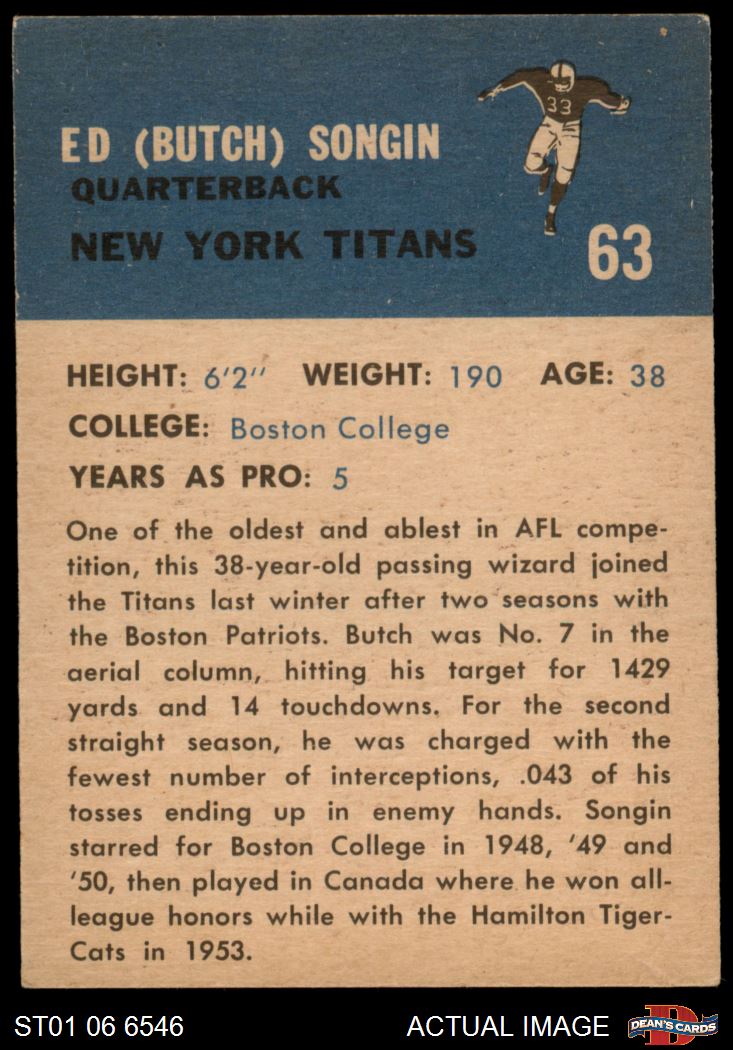 33
ED (BUTCH) SONGIN
QUARTERBACK
NEW YORK TITANS
63
HEIGHT: 6'2" WEIGHT: 190 AGE: 38
COLLEGE: Boston College
YEARS AS PRO: 5
One of the oldest and ablest in AFL compe-
tition, this 38-year-old passing wizard joined
the Titans last winter after two seasons with
the Boston Patriots. Butch was No. 7 in the
aerial column, hitting his target for 1429
yards and 14 touchdowns. For the second
straight season, he was charged with the
fewest number of interceptions, .043 of his
tosses ending up in enemy hands. Songin
starred for Boston College in 1948, '49 and
'50, then played in Canada where he won all-
league honors while with the Hamilton Tiger-
Cats in 1953.
ST01 06 6546 ACTUAL IMAGE D DEAN'S CARDS